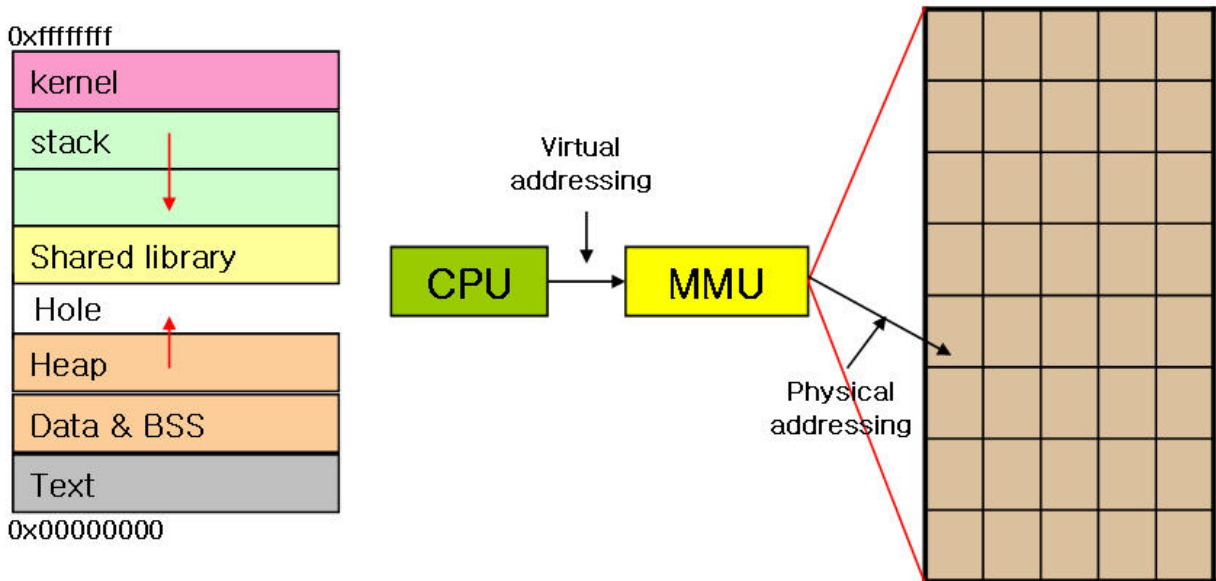 0xffffffff
kernel
stack
Shared library
Hole
Heap
Data & BSS
Text
0x00000000
Virtual
addressing
CPU
MMU
Physical
addressing